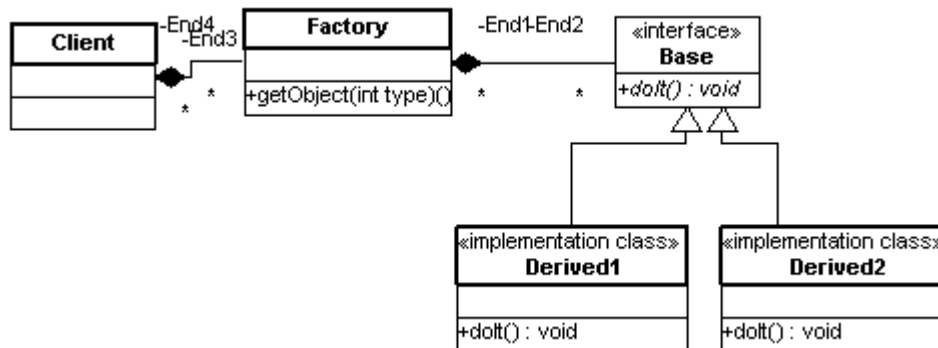 -End4
Client
-End3
*
*
Factory
+getObject(int type)()
-End1-End2
*
*
«interface»
Base
+doIt() : void
«implementation class»
Derived1
+doIt() : void
«implementation class»
Derived2
+doIt() : void